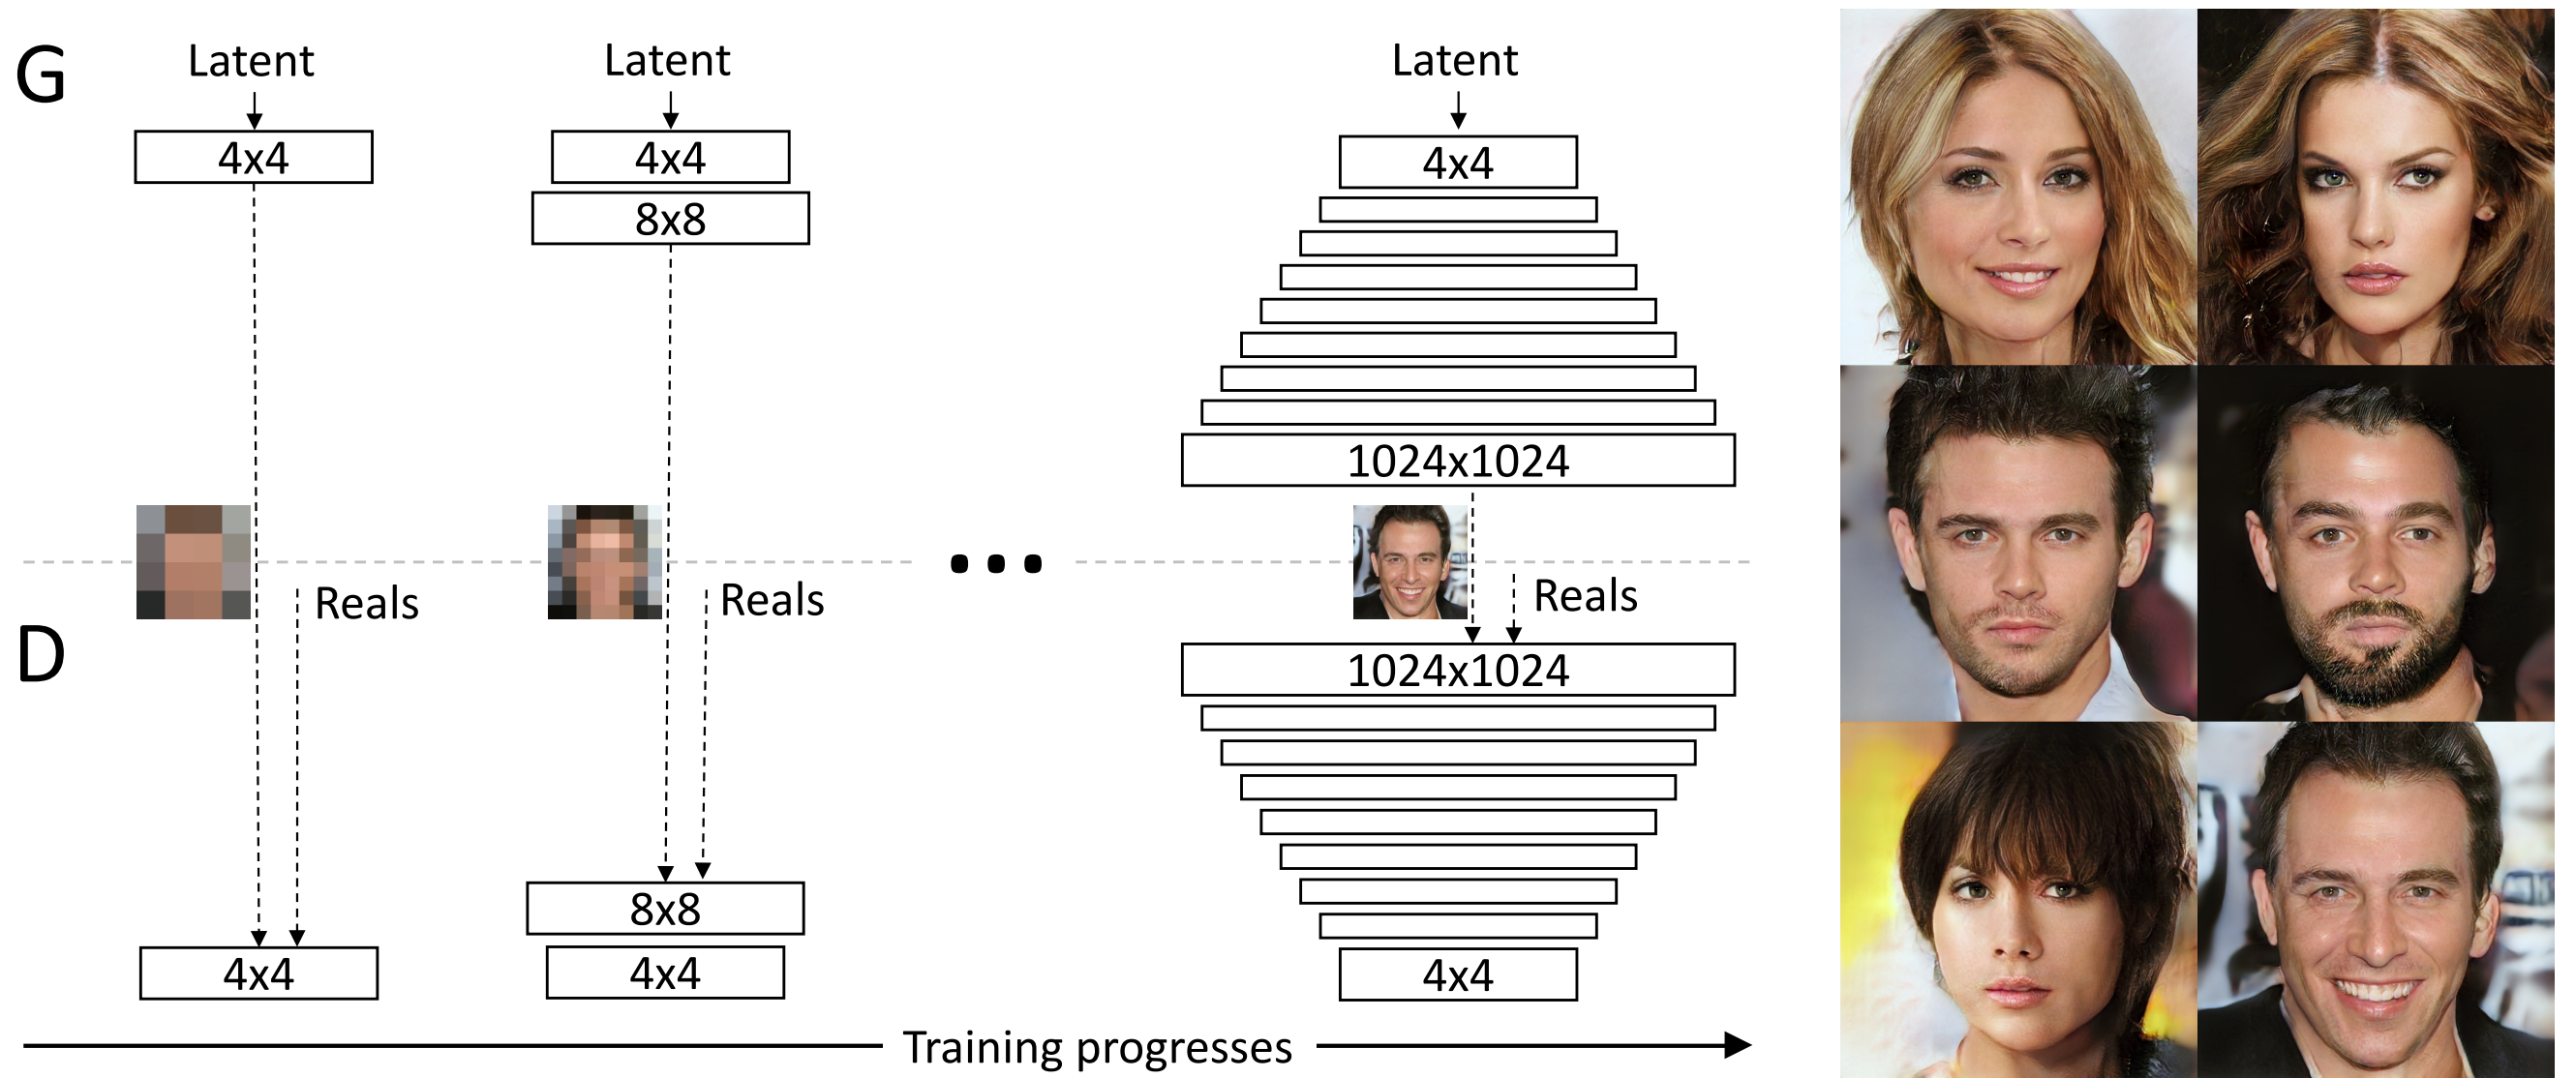 G
Latent
Latent
Latent
4x4
4x4
4x4
8x8
1024x1024
Reals
Reals
Reals
D
1024x1024
8x8
4x4
4x4
4x4
Training progresses